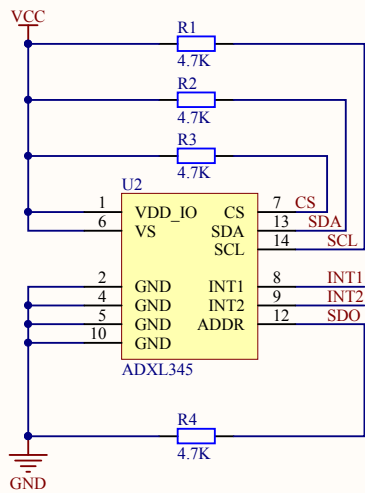 VCC
R1
4.7K
R2
4.7K
R3
4.7K
U2
1 VDD_IO CS 7 CS
6 VS SDA 13 SDA
SCL 14 SCL
2 GND INT1 8 INT1
4 GND INT2 9 INT2
5 GND ADDR 12 SDO
10 GND
ADXL345
R4
4.7K
GND